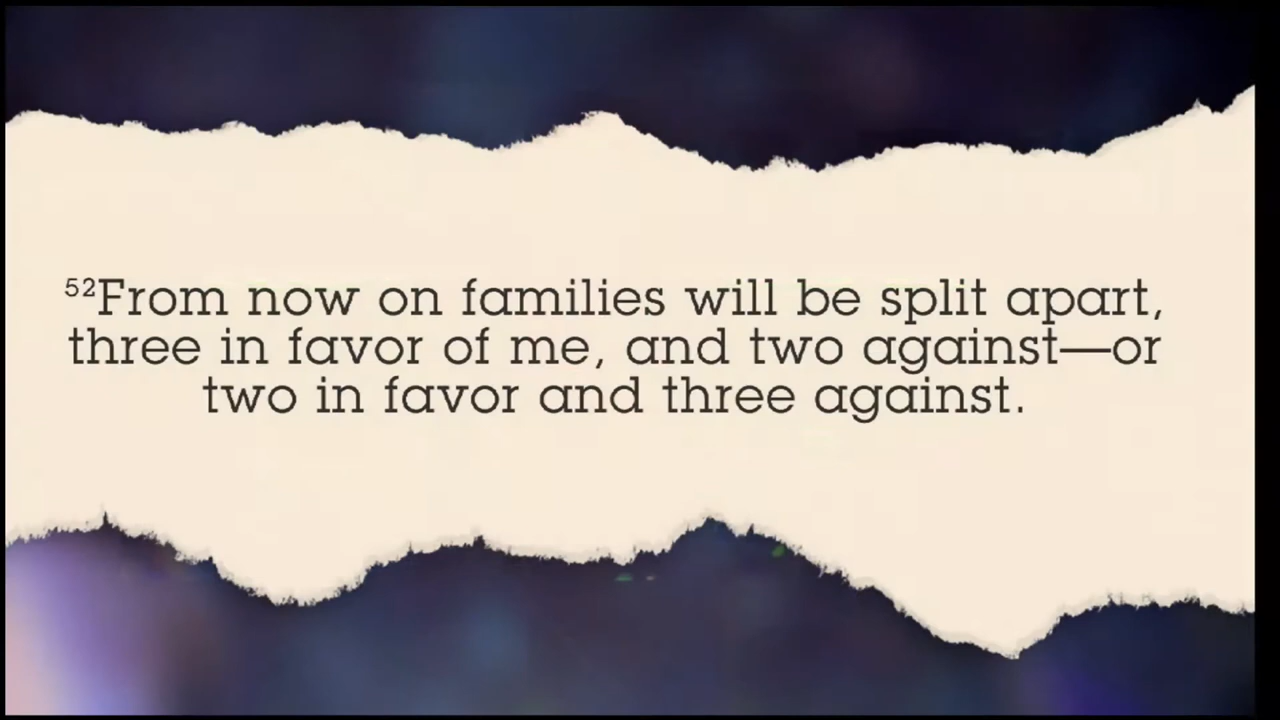 52From now on families will be split apart,
three in favor of me, and two against—or
two in favor and three against.